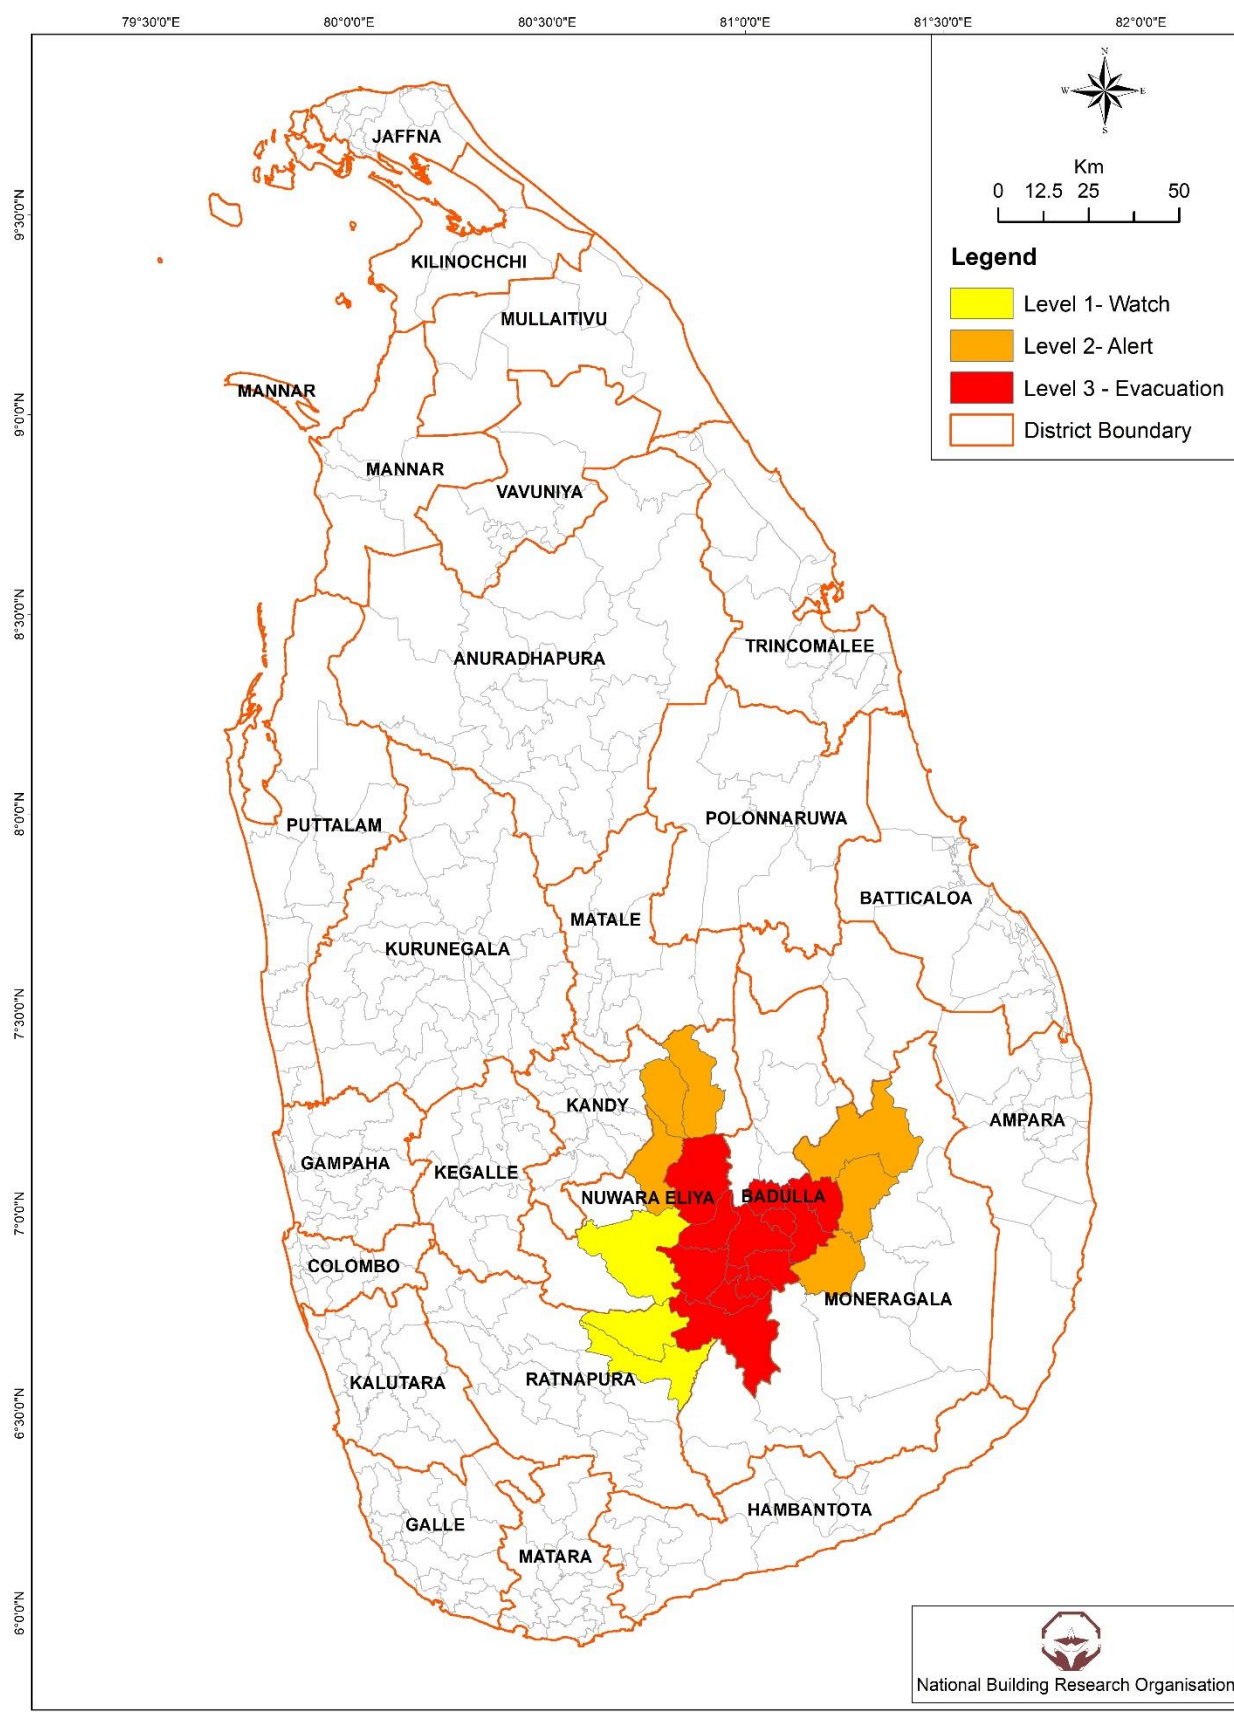 79°30'0"E 80°0'0"E 80°30'0"E 81°0'0"E 81°30'0"E 82°0'0"E
N
W E
S
Km
0 12.5 25 50
Legend
Level 1- Watch
Level 2- Alert
Level 3 - Evacuation
District Boundary
9°30'0"N
9°0'0"N
8°30'0"N
8°0'0"N
7°30'0"N
7°0'0"N
6°30'0"N
6°0'0"N
JAFFNA
KILINOCHCHI
MULLAITIVU
MANNAR
MANNAR
VAVUNIYA
TRINCOMALEE
ANURADHAPURA
POLONNARUWA
PUTTALAM
BATTICALOA
MATALE
KURUNEGALA
KANDY
AMPARA
GAMPAHA
KEGALLE
NUWARA ELIYA
BADULLA
COLOMBO
MONERAGALA
RATNAPURA
KALUTARA
HAMBANTOTA
GALLE
MATARA
National Building Research Organisation